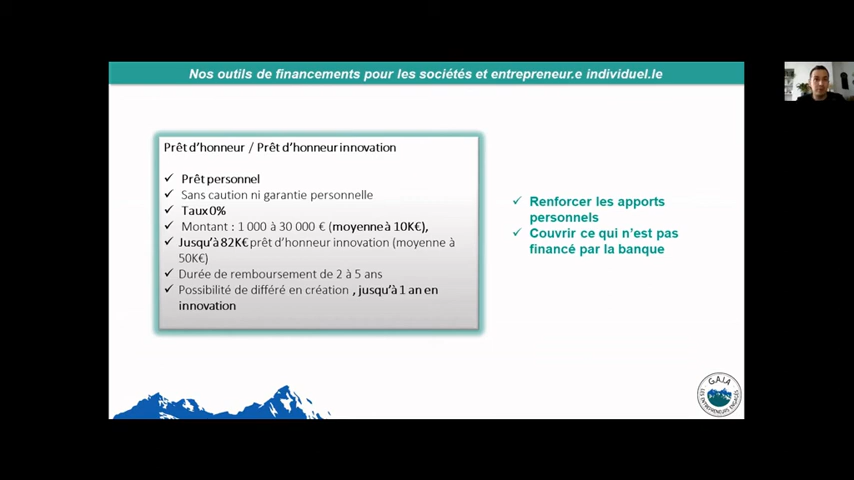 Nos outils de financements pour les sociétés et entrepreneur.e individuel.le
Prêt d'honneur / Prêt d'honneur innovation
✓ Prêt personnel
✓ Sans caution ni garantie personnelle
✓ Taux 0%
✓ Montant : 1 000 à 30 000 € (moyenne à 10K€),
✓ Jusqu'à 82K€ prêt d'honneur innovation (moyenne à
50K€)
✓ Durée de remboursement de 2 à 5 ans
✓ Possibilité de différé en création , jusqu'à 1 an en
innovation
✓ Renforcer les apports
personnels
✓ Couvrir ce qui n'est pas
financé par la banque
G.A.I.A
LES ENTREPRENEURS ENGAGÉS